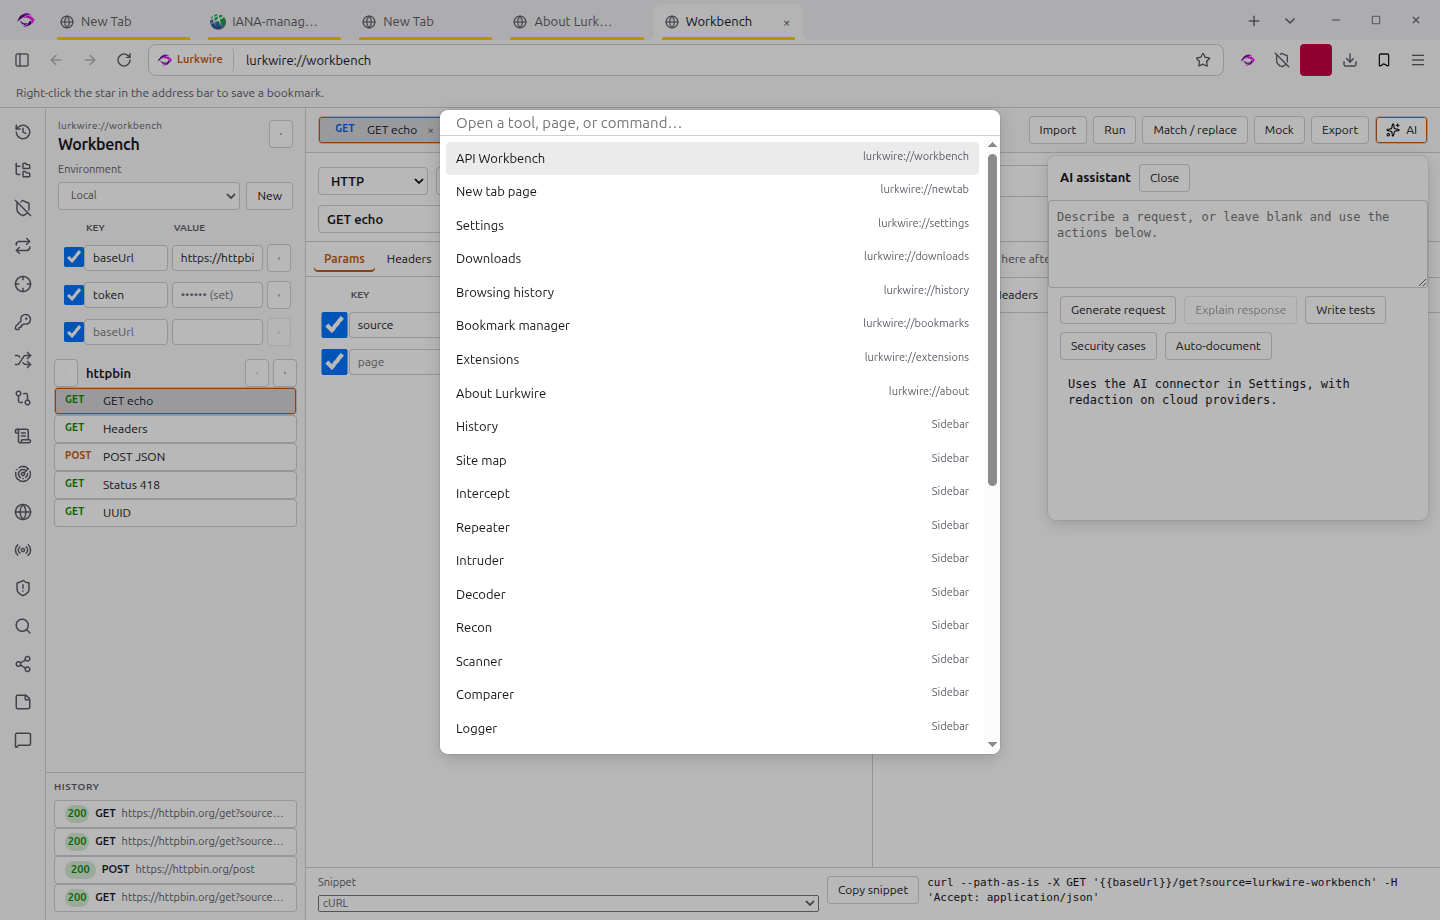 New Tab
IANA-manag...
New Tab
About Lurk...
Workbench
Lurkwire
lurkwire://workbench
Right-click the star in the address bar to save a bookmark.
lurkwire://workbench
Workbench
Environment
Local
New
KEY VALUE
baseUrl https://httpbi
token •••••• (set)
baseUrl
httpbin
GET GET echo
GET Headers
POST POST JSON
GET Status 418
GET UUID
HISTORY
200 GET https://httpbin.org/get?source...
200 GET https://httpbin.org/get?source...
200 POST https://httpbin.org/post
200 GET https://httpbin.org/get?source...
GET GET echo ×
Import Run Match / replace Mock Export AI
HTTP
GET echo
Params Headers
KEY
source
page
Open a tool, page, or command...
API Workbench lurkwire://workbench
New tab page lurkwire://newtab
Settings lurkwire://settings
Downloads lurkwire://downloads
Browsing history lurkwire://history
Bookmark manager lurkwire://bookmarks
Extensions lurkwire://extensions
About Lurkwire lurkwire://about
History Sidebar
Site map Sidebar
Intercept Sidebar
Repeater Sidebar
Intruder Sidebar
Decoder Sidebar
Recon Sidebar
Scanner Sidebar
Comparer Sidebar
Logger Sidebar
here afte
eaders
AI assistant Close
Describe a request, or leave blank and use the
actions below.
Generate request Explain response Write tests
Security cases Auto-document
Uses the AI connector in Settings, with
redaction on cloud providers.
Snippet
cURL
Copy snippet
curl --path-as-is -X GET '{{baseUrl}}/get?source=lurkwire-workbench' -H
'Accept: application/json'